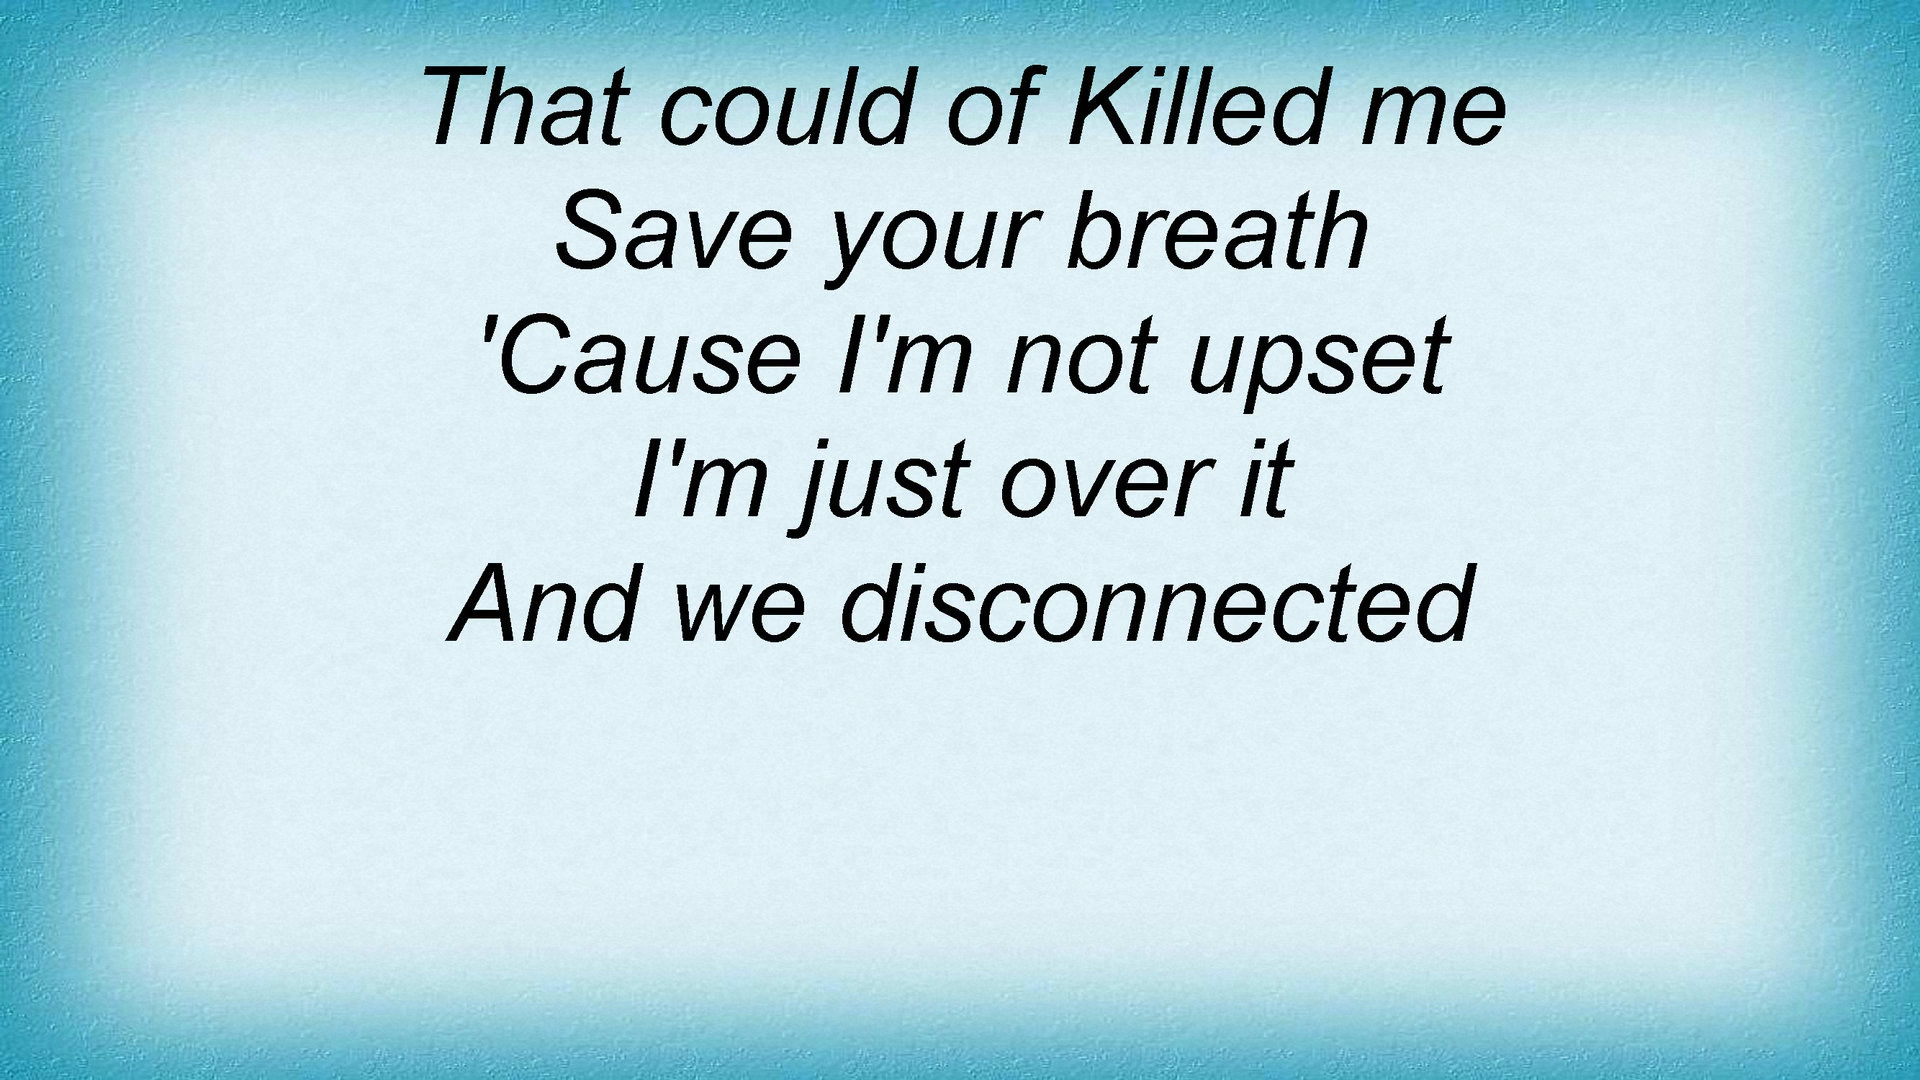 That could of Killed me
Save your breath
'Cause I'm not upset
I'm just over it
And we disconnected